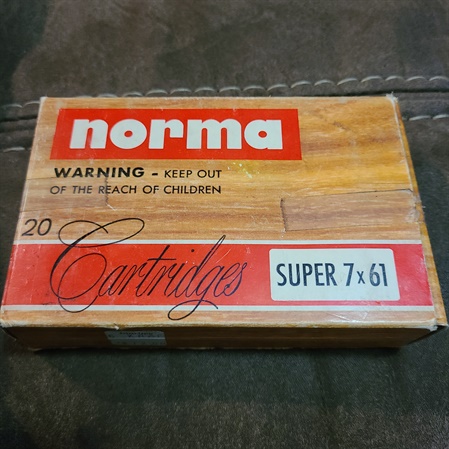 norma
WARNING - KEEP OUT
OF THE REACH OF CHILDREN
20
Cartridges
SUPER 7x61